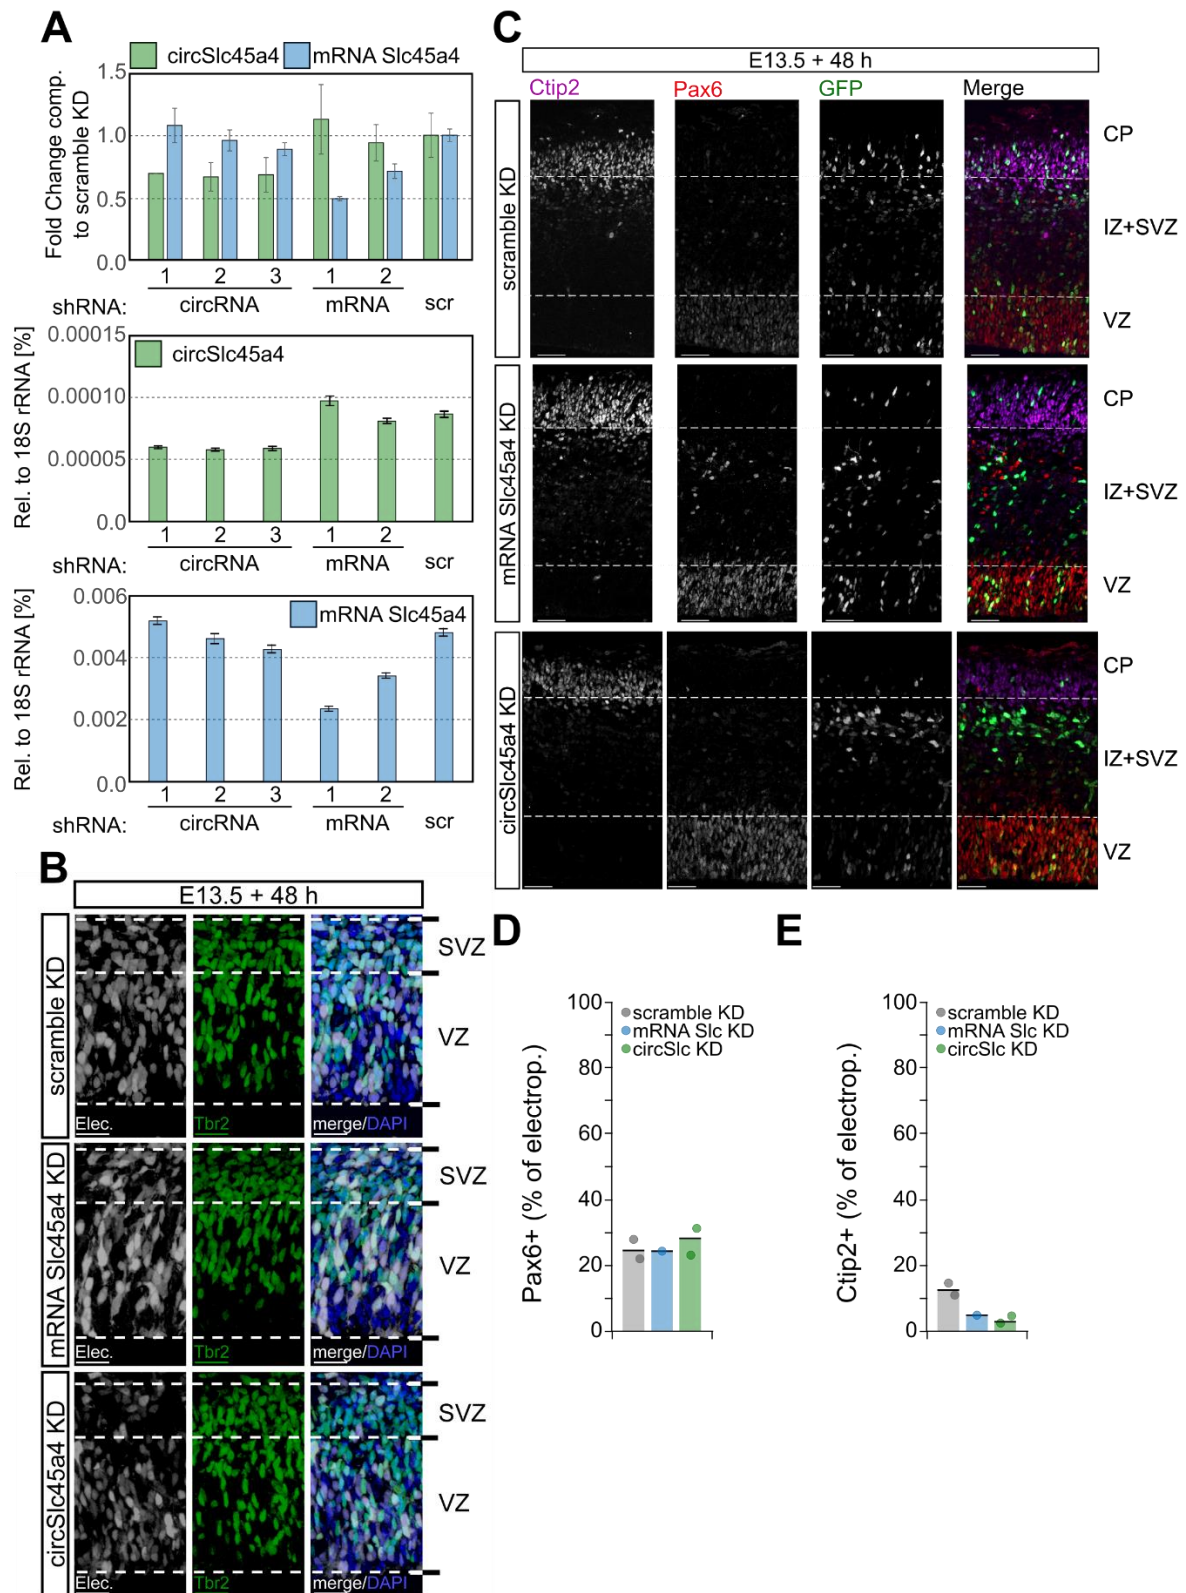 A
circSlc45a4 mRNA Slc45a4
Fold Change comp.
to scramble KD
1.5
1.0
0.5
0.0
1 2 3 1 2
shRNA: circRNA mRNA scr
Rel. to 18S rRNA [%]
0.00015
0.00010
0.00005
0.0
circSlc45a4
1 2 3 1 2
shRNA: circRNA mRNA scr
Rel. to 18S rRNA [%]
0.006
0.004
0.002
0.0
mRNA Slc45a4
1 2 3 1 2
shRNA: circRNA mRNA scr
B
E13.5 + 48 h
scramble KD
SVZ
VZ
Elec. Tbr2 merge/DAPI
mRNA Slc45a4 KD
SVZ
VZ
Elec. Tbr2 merge/DAPI
circSlc45a4 KD
SVZ
VZ
Elec. Tbr2 merge/DAPI
C
E13.5 + 48 h
Ctip2 Pax6 GFP Merge
scramble KD
CP
IZ+SVZ
VZ
mRNA Slc45a4 KD
CP
IZ+SVZ
VZ
circSlc45a4 KD
CP
IZ+SVZ
VZ
D
Pax6+ (% of electrop.)
100
80
60
40
20
0
scramble KD
mRNA Slc KD
circSlc KD
E
Ctip2+ (% of electrop.)
100
80
60
40
20
0
scramble KD
mRNA Slc KD
circSlc KD